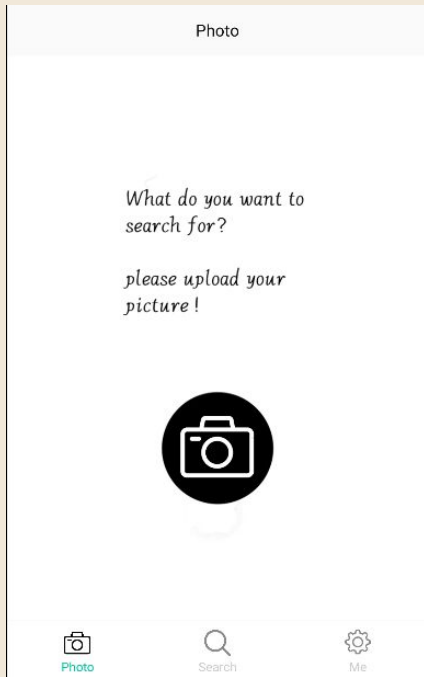 Photo
What do you want to
search for?
please upload your
picture !
Photo
Search
Me